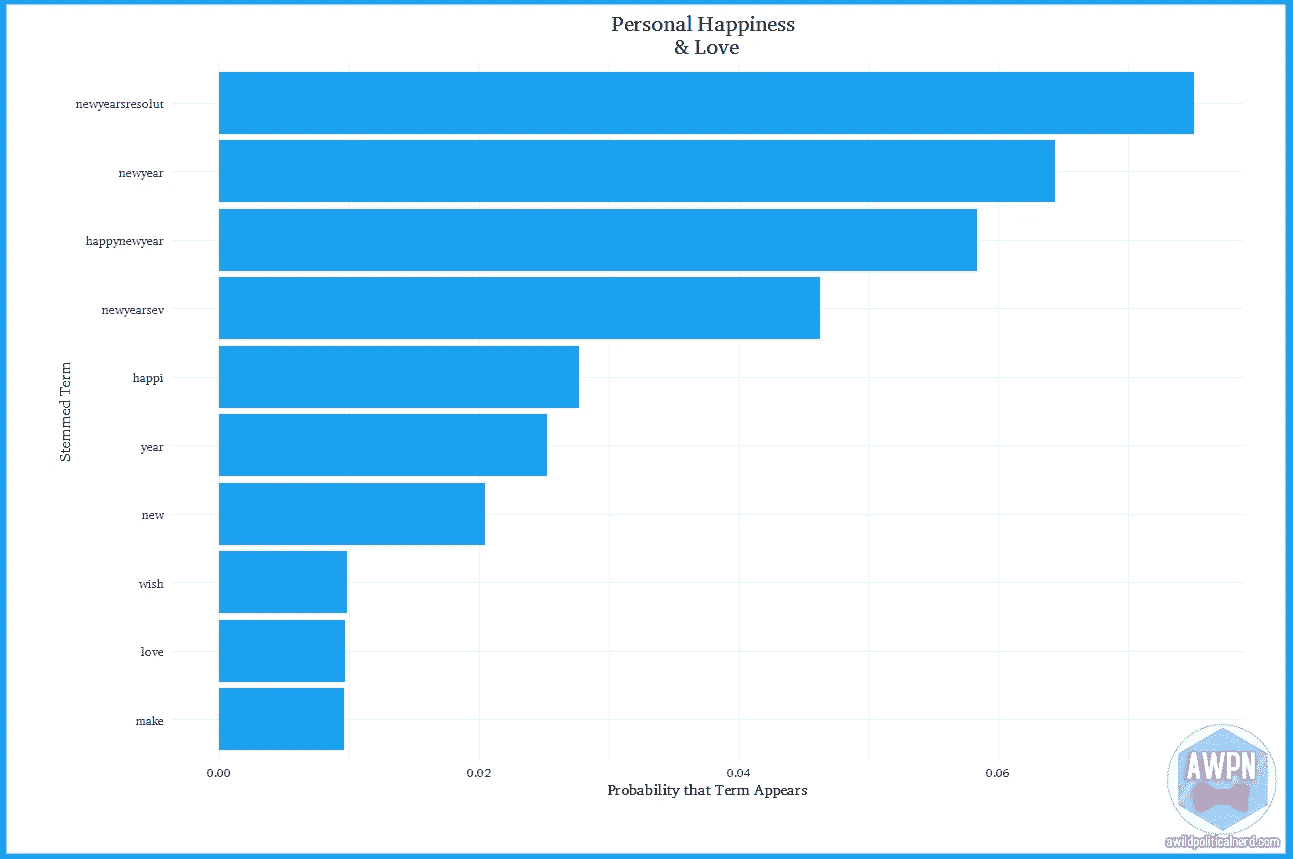 Personal Happiness
& Love
newyearsresolut
newyear
happynewyear
newyearsev
happi
year
new
wish
love
make
Stemmed Term
0.00 0.02 0.04 0.06
Probability that Term Appears
AWPN
awildpoliticalnerd.com